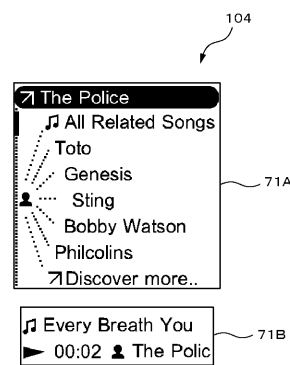 104
The Police
All Related Songs
Toto
Genesis
Sting
Bobby Watson
Philcolins
Discover more..
71A
Every Breath You
00:02 The Polic
71B